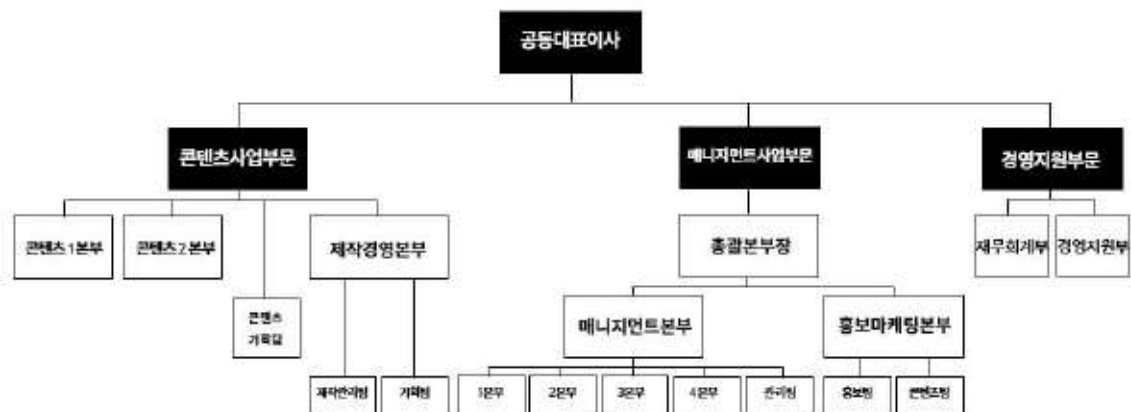 공동대표이사
콘텐츠사업부문
매니지먼트사업부문
경영지원부문
콘텐츠1본부
콘텐츠2본부
제작경영본부
총괄본부장
재무회계부
경영지원부
콘텐츠
기획팀
매니지먼트본부
홍보마케팅본부
제작관리팀
기획팀
1본부
2본부
3본부
4본부
관리팀
홍보팀
콘텐츠팀